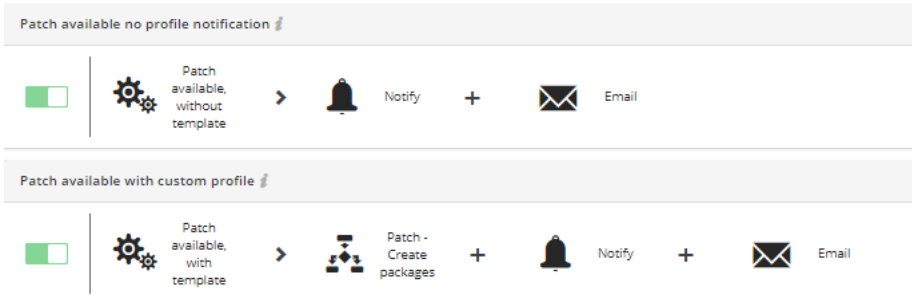 Patch available no profile notification i
Patch
available,
without
template
>
Notify
+
Email
Patch available with custom profile i
Patch
available,
with
template
>
Patch -
Create
packages
+
Notify
+
Email